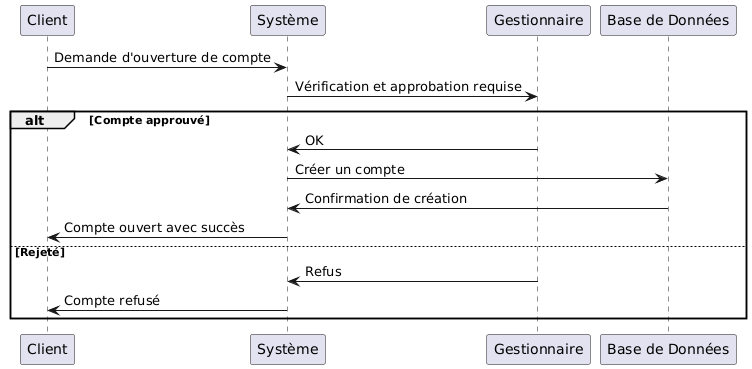 Client Système Gestionnaire Base de Données
Demande d'ouverture de compte
Vérification et approbation requise
alt [Compte approuvé]
OK
Créer un compte
Confirmation de création
Compte ouvert avec succès
[Rejeté]
Refus
Compte refusé
Client Système Gestionnaire Base de Données